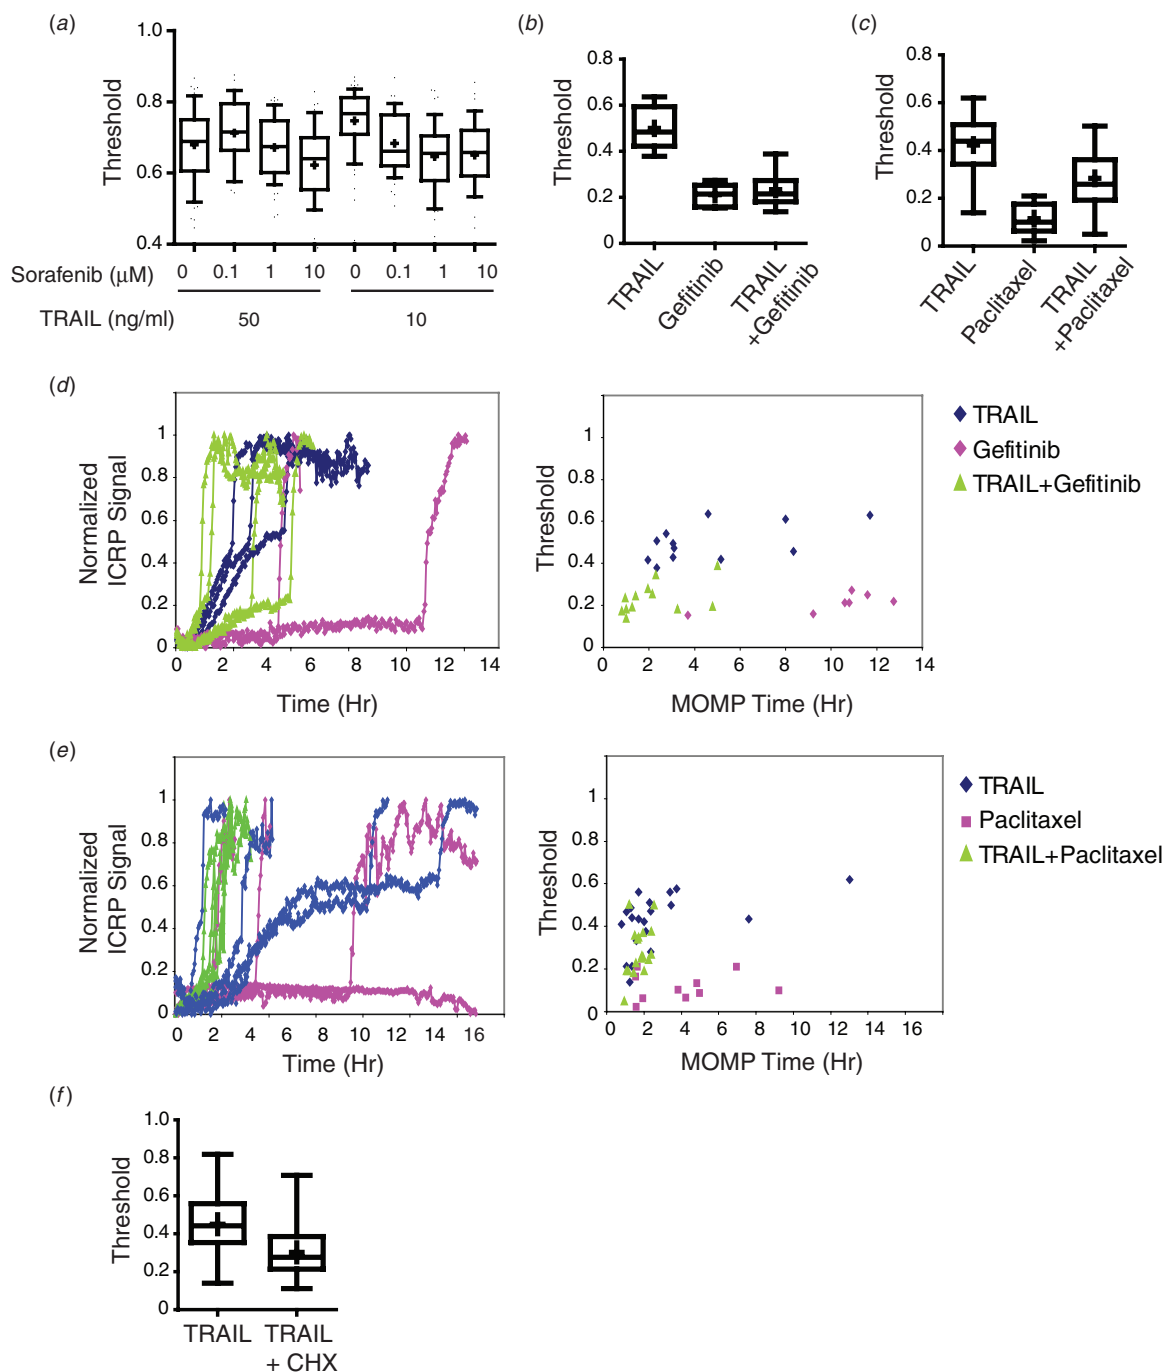 (a)
Threshold
1.0
0.8
0.6
0.4
Sorafenib (μM)
0 0.1 1 10 0 0.1 1 10
TRAIL (ng/ml)
50 10
(b)
Threshold
0.8
0.6
0.4
0.2
0
TRAIL
Gefitinib
TRAIL
+Gefitinib
(c)
Threshold
0.8
0.6
0.4
0.2
0
TRAIL
Paclitaxel
TRAIL
+Paclitaxel
(d)
Normalized
ICRP Signal
1
0.8
0.6
0.4
0.2
0
0 2 4 6 8 10 12 14
Time (Hr)
Threshold
1
0.8
0.6
0.4
0.2
0
0 2 4 6 8 10 12 14
MOMP Time (Hr)
TRAIL
Gefitinib
TRAIL+Gefitinib
(e)
Normalized
ICRP Signal
1
0.8
0.6
0.4
0.2
0
0 2 4 6 8 10 12 14 16
Time (Hr)
Threshold
1
0.8
0.6
0.4
0.2
0
0 2 4 6 8 10 12 14 16
MOMP Time (Hr)
TRAIL
Paclitaxel
TRAIL+Paclitaxel
(f)
Threshold
1.0
0.8
0.6
0.4
0.2
0
TRAIL
TRAIL
+ CHX